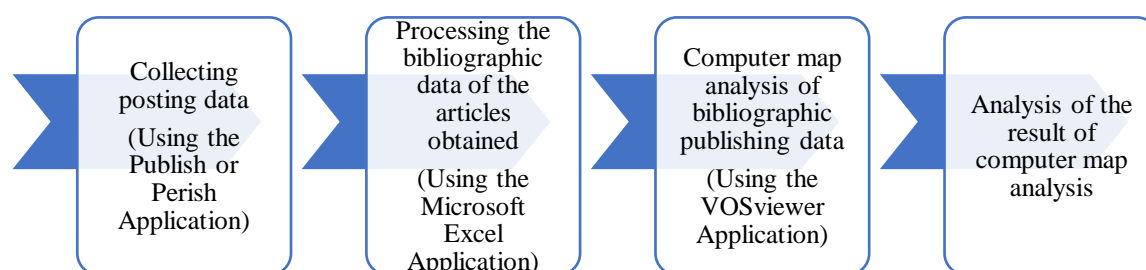 Collecting
posting data
(Using the
Publish or
Perish
Application)
Processing the
bibliographic
data of the
articles
obtained
(Using the
Microsoft
Excel
Application)
Computer map
analysis of
bibliographic
publishing data
(Using the
VOSviewer
Application)
Analysis of the
result of
computer map
analysis